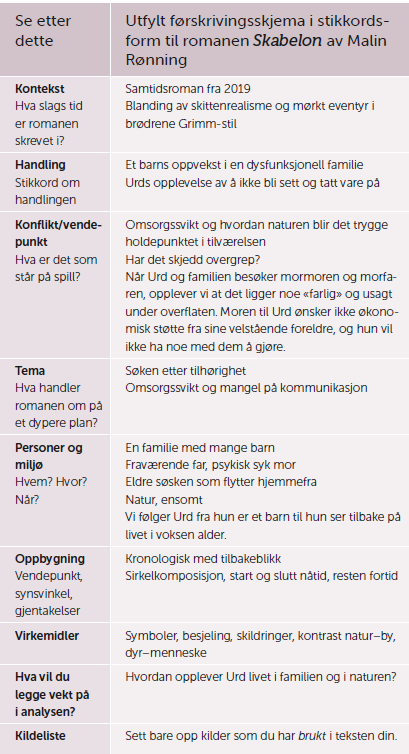 Se etter
dette
Utfylt førskrivingsskjema i stikkords-
form til romanen Skabelon av Malin
Rønning
Kontekst
Hva slags tid
er romanen
skrevet i?
Samtidsroman fra 2019
Blanding av skittenrealisme og mørkt eventyr i
brødrene Grimm-stil
Handling
Stikkord om
handlingen
Et barns oppvekst i en dysfunksjonell familie
Urds opplevelse av å ikke bli sett og tatt vare på
Konflikt/vende-
punkt
Hva er det som
står på spill?
Omsorgssvikt og hvordan naturen blir det trygge
holdepunktet i tilværelsen
Har det skjedd overgrep?
Når Urd og familien besøker mormoren og morfa-
ren, opplever vi at det ligger noe «farlig» og usagt
under overflaten. Moren til Urd ønsker ikke økono-
misk støtte fra sine velstående foreldre, og hun vil
ikke ha noe med dem å gjøre.
Tema
Hva handler
romanen om på
et dypere plan?
Søken etter tilhørighet
Omsorgssvikt og mangel på kommunikasjon
Personer og
miljø
Hvem? Hvor?
Når?
En familie med mange barn
Fraværende far, psykisk syk mor
Eldre søsken som flytter hjemmefra
Natur, ensomt
Vi følger Urd fra hun er et barn til hun ser tilbake på
livet i voksen alder.
Oppbygning
Vendepunkt,
synsvinkel,
gjentakelser
Kronologisk med tilbakeblikk
Sirkelkomposisjon, start og slutt nåtid, resten fortid
Virkemidler
Symboler, besjeling, skildringer, kontrast natur–by,
dyr–menneske
Hva vil du
legge vekt på
i analysen?
Hvordan opplever Urd livet i familien og i naturen?
Kildeliste
Sett bare opp kilder som du har brukt i teksten din.